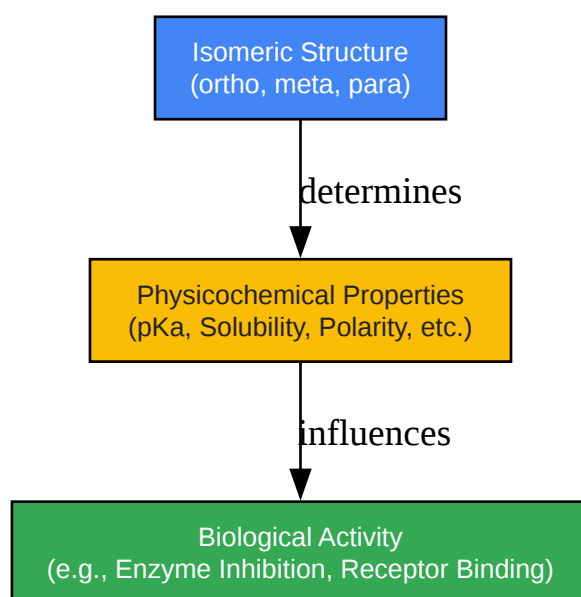 Isomeric Structure
(ortho, meta, para)
determines
Physicochemical Properties
(pKa, Solubility, Polarity, etc.)
influences
Biological Activity
(e.g., Enzyme Inhibition, Receptor Binding)